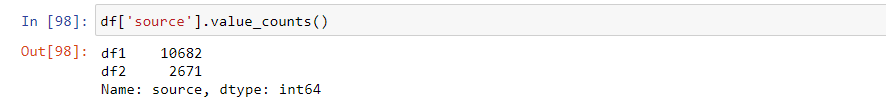 In [98]: df['source'].value_counts()
Out[98]: df1    10682
df2     2671
Name: source, dtype: int64